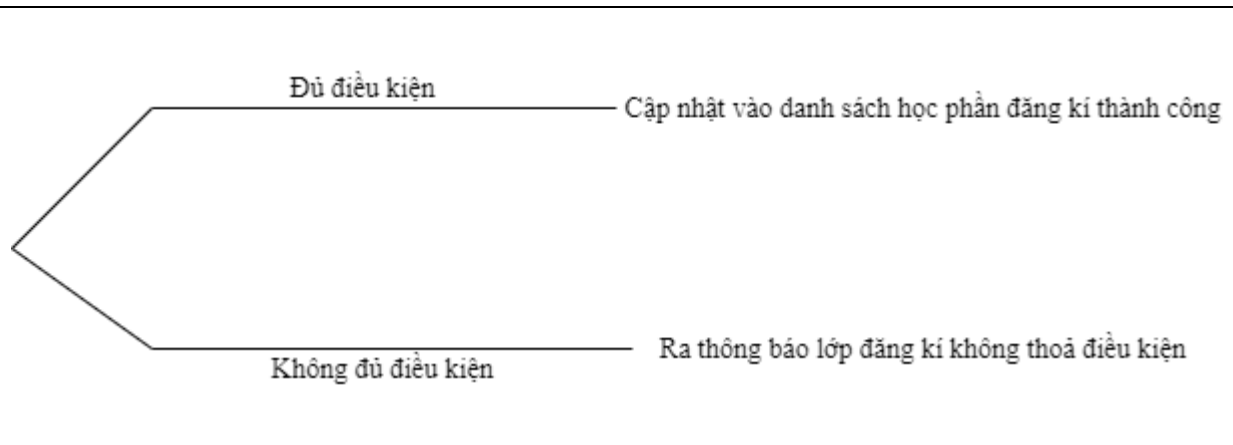 Đủ điều kiện
Cập nhật vào danh sách học phần đăng kí thành công
Ra thông báo lớp đăng kí không thoả điều kiện
Không đủ điều kiện